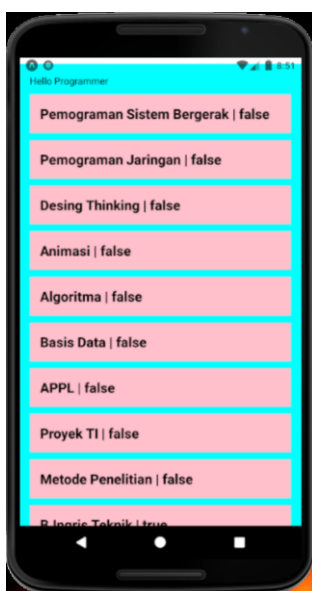 8:51
Hello Programmer
Pemograman Sistem Bergerak | false
Pemograman Jaringan | false
Desing Thinking | false
Animasi | false
Algoritma | false
Basis Data | false
APPL | false
Proyek TI | false
Metode Penelitian | false
B.Ingris Teknik | true